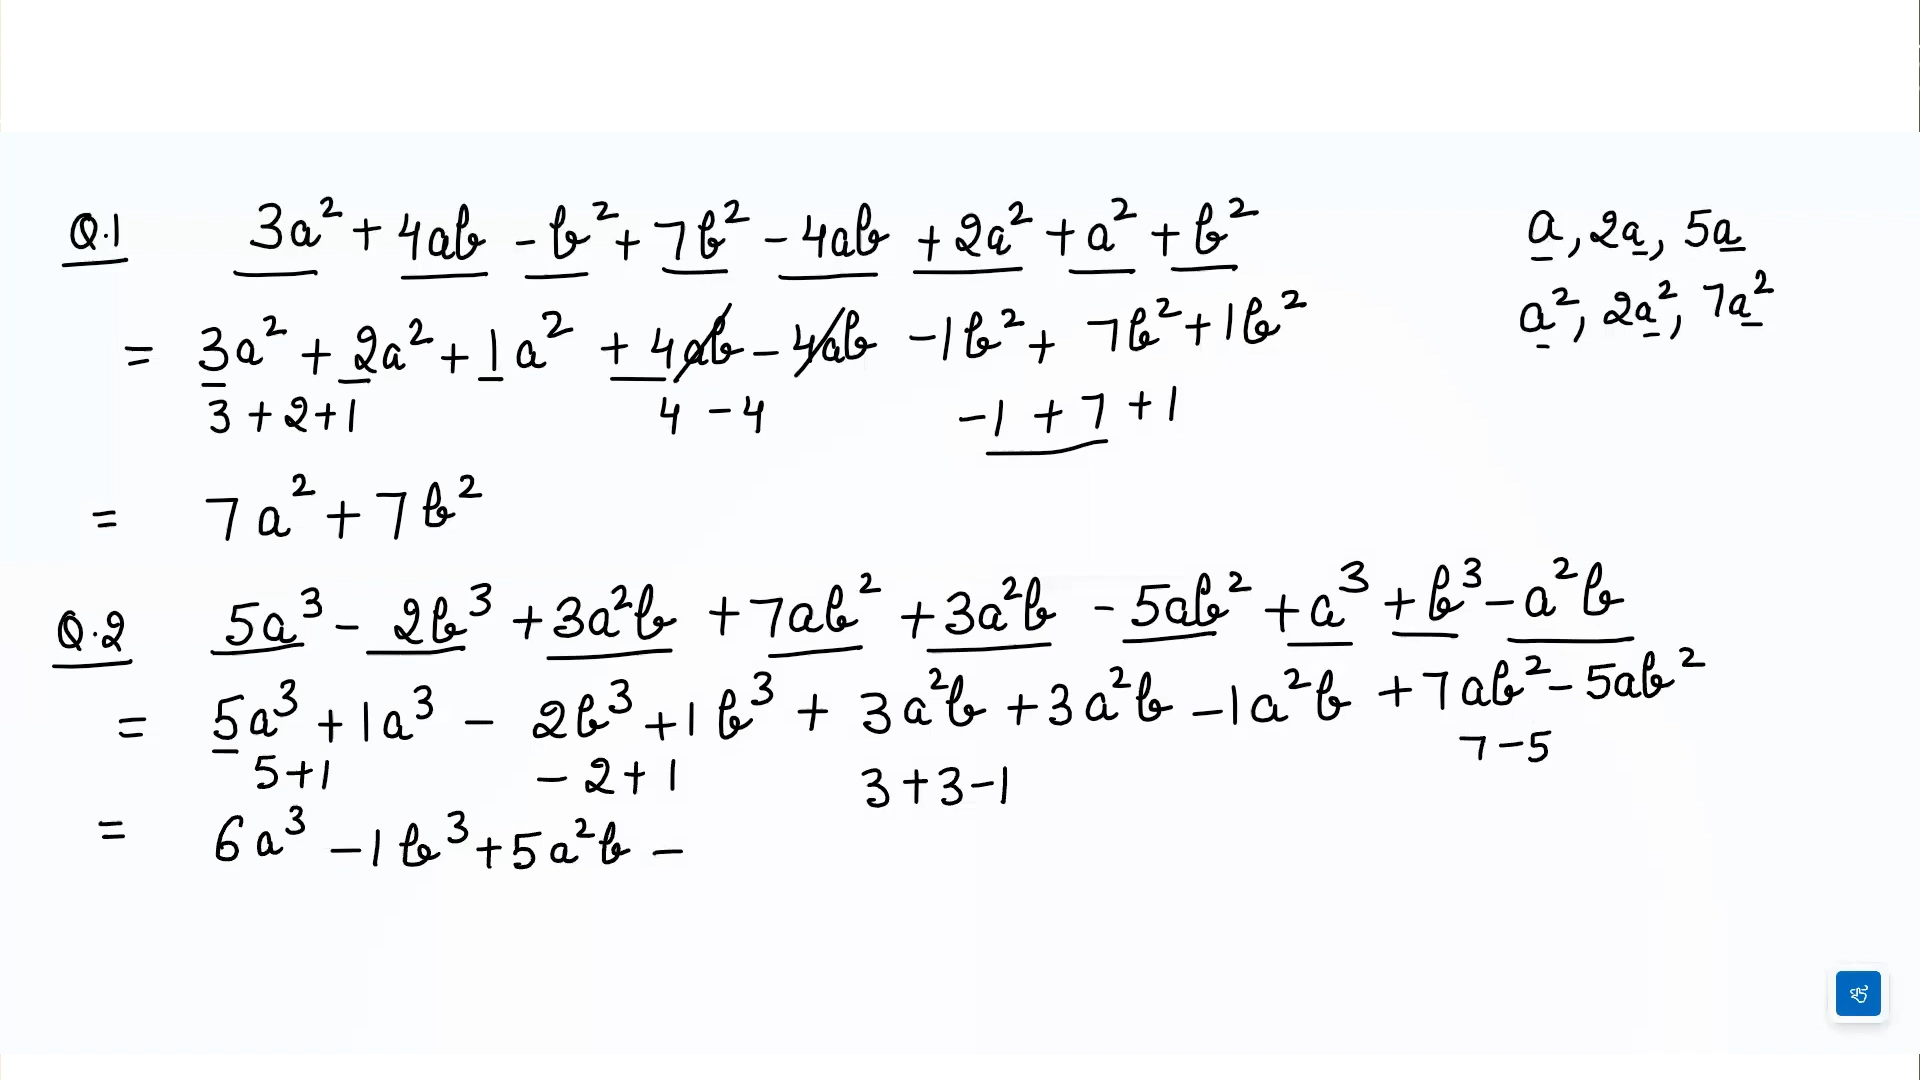 Q.1 3a² + 4ab - b² + 7b² - 4ab + 2a² + a² + b²
a, 2a, 5a
a², 2a², 7a²
= 3a² + 2a² + 1a² + 4ab - 4ab - 1b² + 7b² + 1b²
3 + 2 + 1 4 - 4 - 1 + 7 + 1
= 7a² + 7b²
Q.2 5a³ - 2b³ + 3a²b + 7ab² + 3a²b - 5ab² + a³ + b³ - a²b
= 5a³ + 1a³ - 2b³ + 1b³ + 3a²b + 3a²b - 1a²b + 7ab² - 5ab²
5 + 1 - 2 + 1 3 + 3 - 1 7 - 5
= 6a³ - 1b³ + 5a²b -